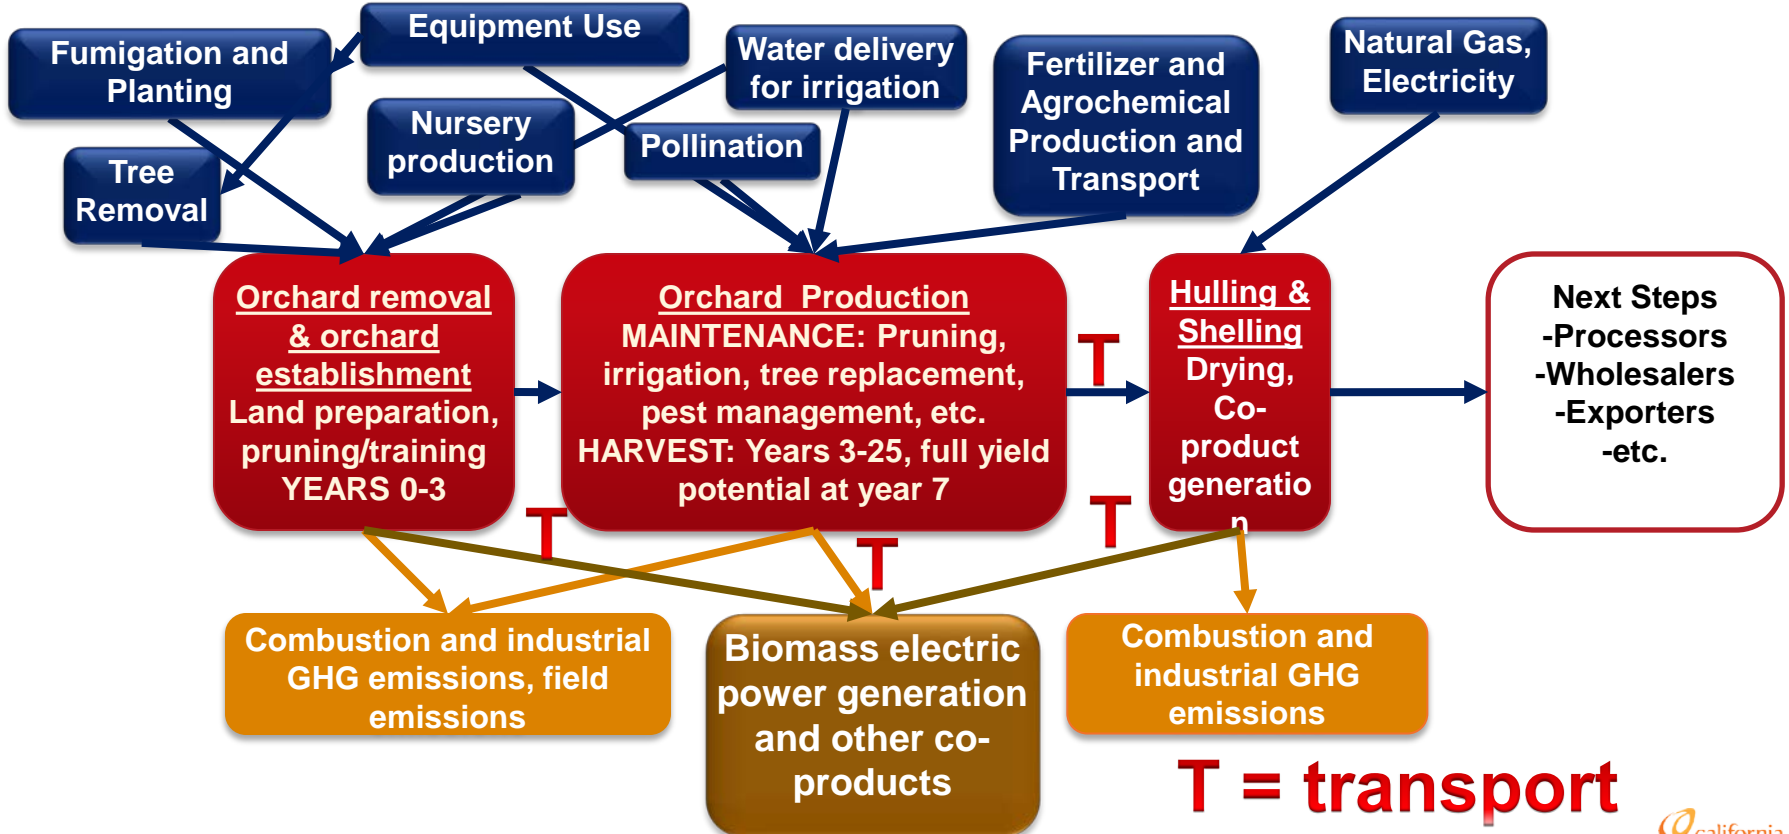 Fumigation and
Planting
Equipment Use
Water delivery
for irrigation
Fertilizer and
Agrochemical
Production and
Transport
Natural Gas,
Electricity
Tree
Removal
Nursery
production
Pollination
Orchard removal
& orchard
establishment
Land preparation,
pruning/training
YEARS 0-3
Orchard Production
MAINTENANCE: Pruning,
irrigation, tree replacement,
pest management, etc.
HARVEST: Years 3-25, full yield
potential at year 7
T
Hulling &
Shelling
Drying,
Co-
product
generatio
n
Next Steps
-Processors
-Wholesalers
-Exporters
-etc.
T
T
T
Combustion and industrial
GHG emissions, field
emissions
Biomass electric
power generation
and other co-
products
Combustion and
industrial GHG
emissions
T = transport
california